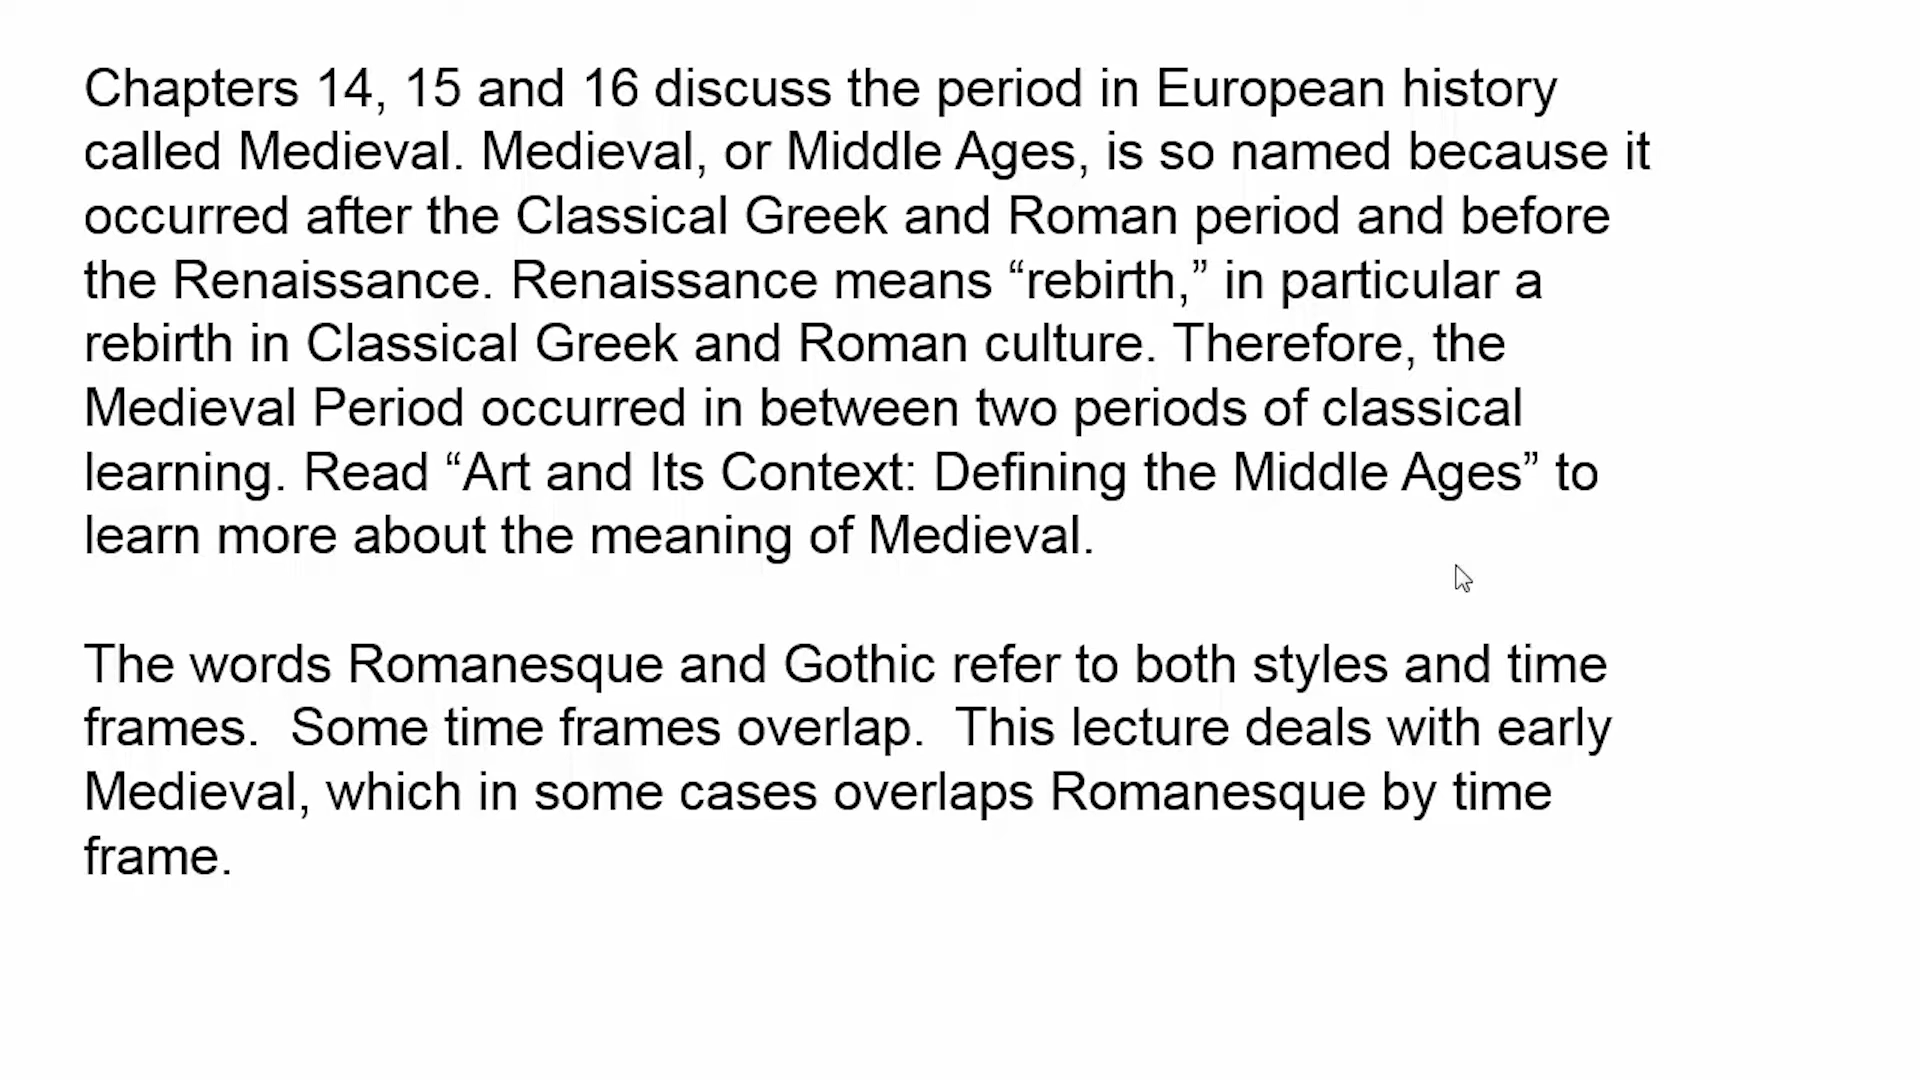 Chapters 14, 15 and 16 discuss the period in European history
called Medieval. Medieval, or Middle Ages, is so named because it
occurred after the Classical Greek and Roman period and before
the Renaissance. Renaissance means “rebirth,” in particular a
rebirth in Classical Greek and Roman culture. Therefore, the
Medieval Period occurred in between two periods of classical
learning. Read “Art and Its Context: Defining the Middle Ages” to
learn more about the meaning of Medieval.
The words Romanesque and Gothic refer to both styles and time
frames.  Some time frames overlap.  This lecture deals with early
Medieval, which in some cases overlaps Romanesque by time
frame.